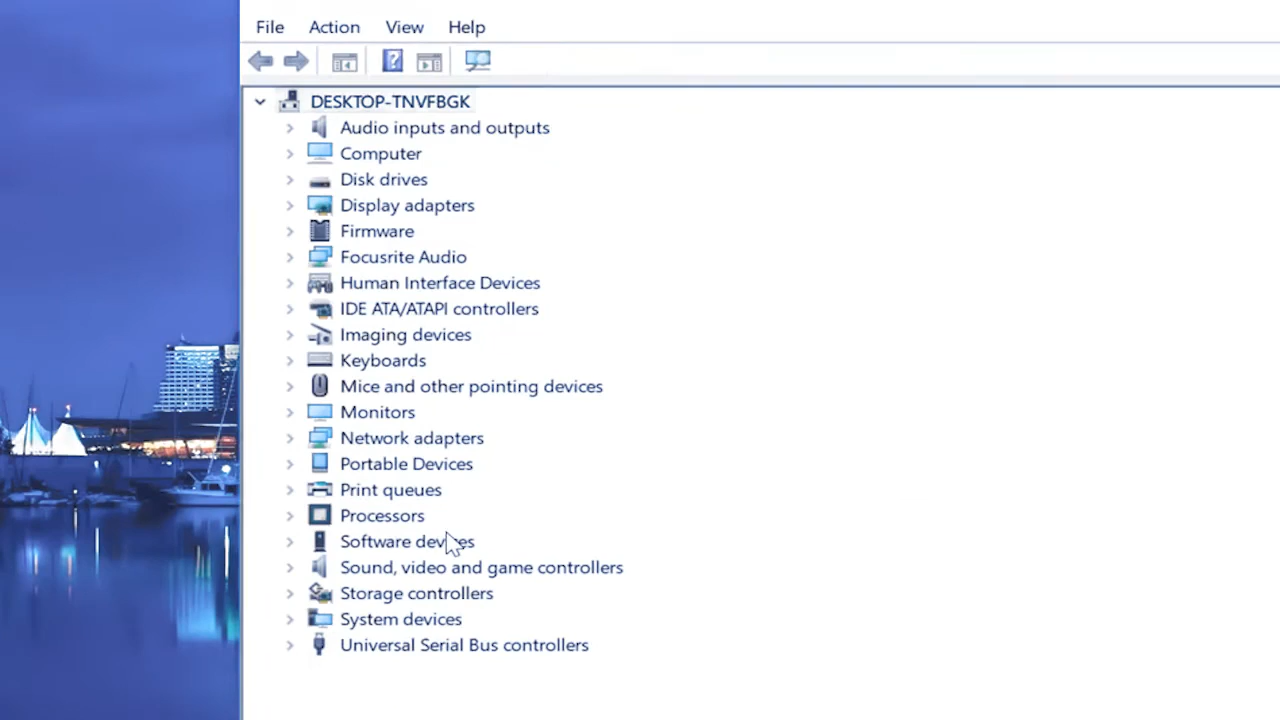 File Action View Help
DESKTOP-TNVFBGK
Audio inputs and outputs
Computer
Disk drives
Display adapters
Firmware
Focusrite Audio
Human Interface Devices
IDE ATA/ATAPI controllers
Imaging devices
Keyboards
Mice and other pointing devices
Monitors
Network adapters
Portable Devices
Print queues
Processors
Software devices
Sound, video and game controllers
Storage controllers
System devices
Universal Serial Bus controllers